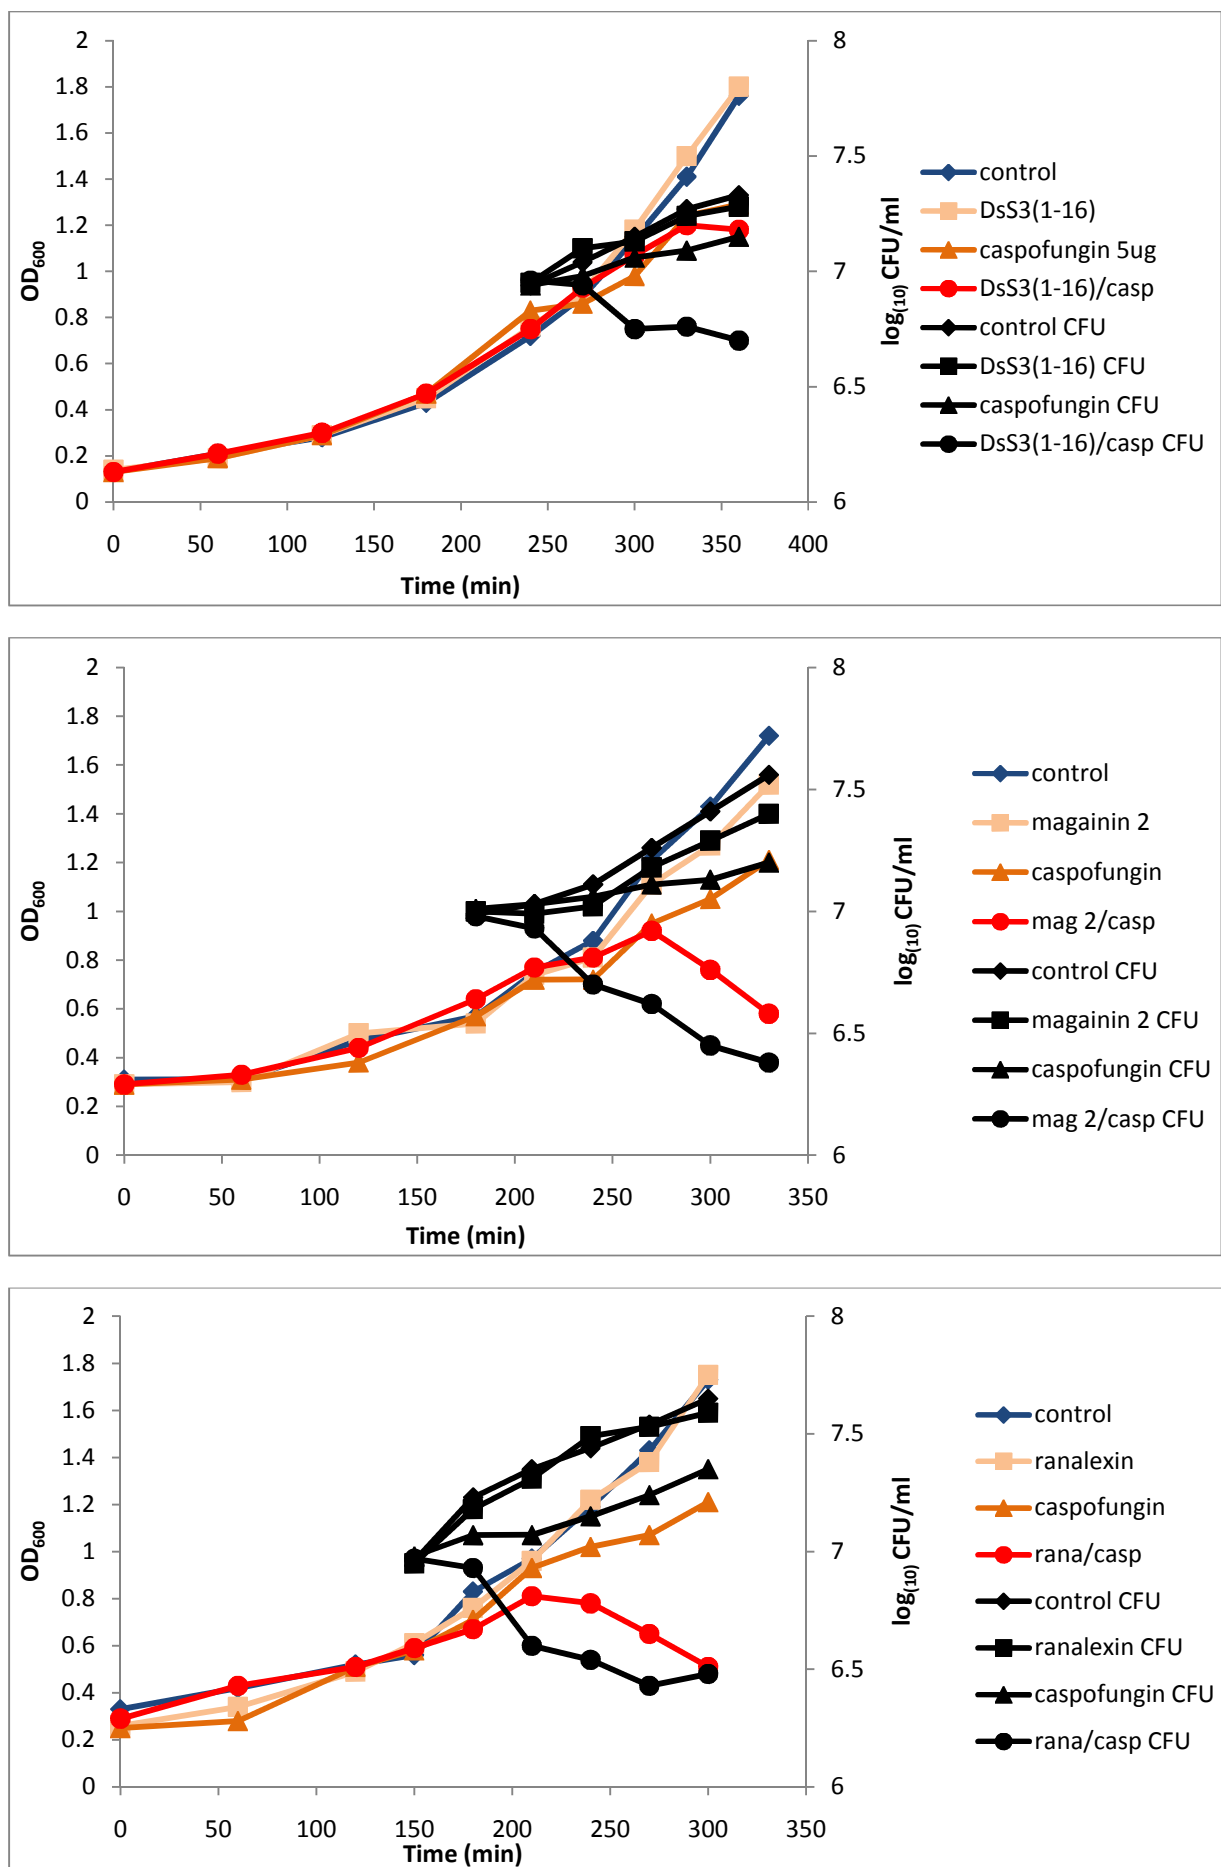 2
1.8
1.6
1.4
1.2
1
0.8
0.6
0.4
0.2
0
OD600
0 50 100 150 200 250 300 350 400
Time (min)
8
7.5
7
6.5
6
log(10) CFU/ml
control
DsS3(1-16)
caspofungin 5ug
DsS3(1-16)/casp
control CFU
DsS3(1-16) CFU
caspofungin CFU
DsS3(1-16)/casp CFU
2
1.8
1.6
1.4
1.2
1
0.8
0.6
0.4
0.2
0
OD600
0 50 100 150 200 250 300 350
Time (min)
8
7.5
7
6.5
6
log(10) CFU/ml
control
magainin 2
caspofungin
mag 2/casp
control CFU
magainin 2 CFU
caspofungin CFU
mag 2/casp CFU
2
1.8
1.6
1.4
1.2
1
0.8
0.6
0.4
0.2
0
OD600
0 50 100 150 200 250 300 350
Time (min)
8
7.5
7
6.5
6
log(10) CFU/ml
control
ranalexin
caspofungin
rana/casp
control CFU
ranalexin CFU
caspofungin CFU
rana/casp CFU